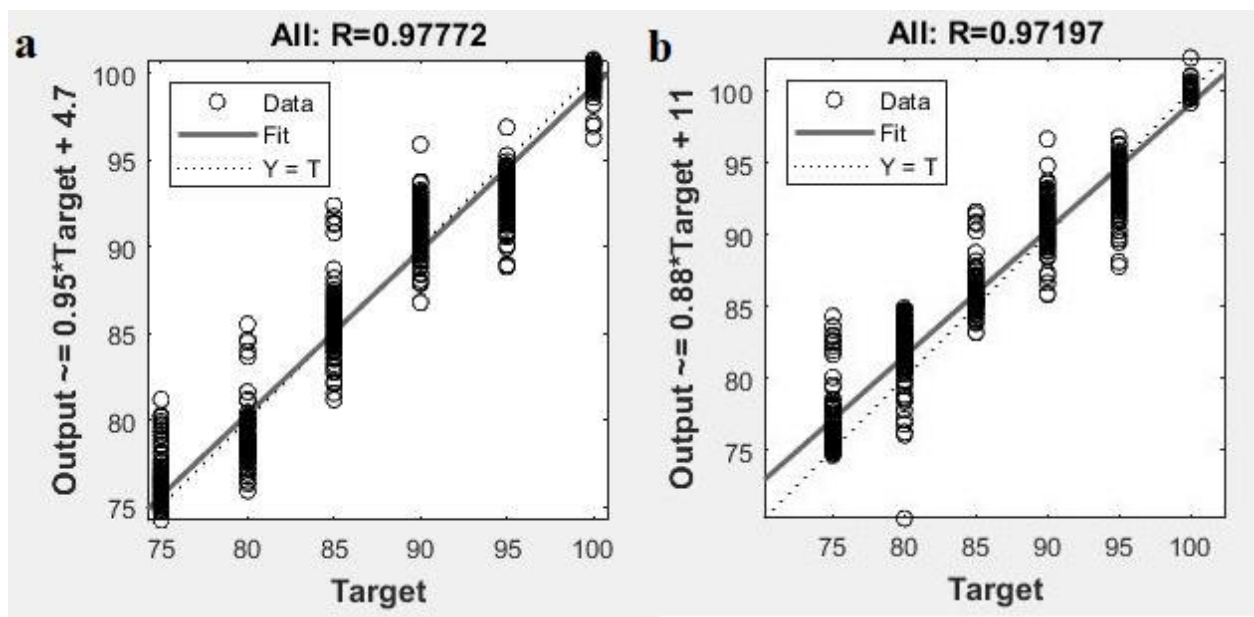 a
All: R=0.97772
Output ~= 0.95*Target + 4.7
100
95
90
85
80
75
Data
Fit
Y = T
75 80 85 90 95 100
Target
b
All: R=0.97197
Output ~= 0.88*Target + 11
100
95
90
85
80
75
Data
Fit
Y = T
75 80 85 90 95 100
Target